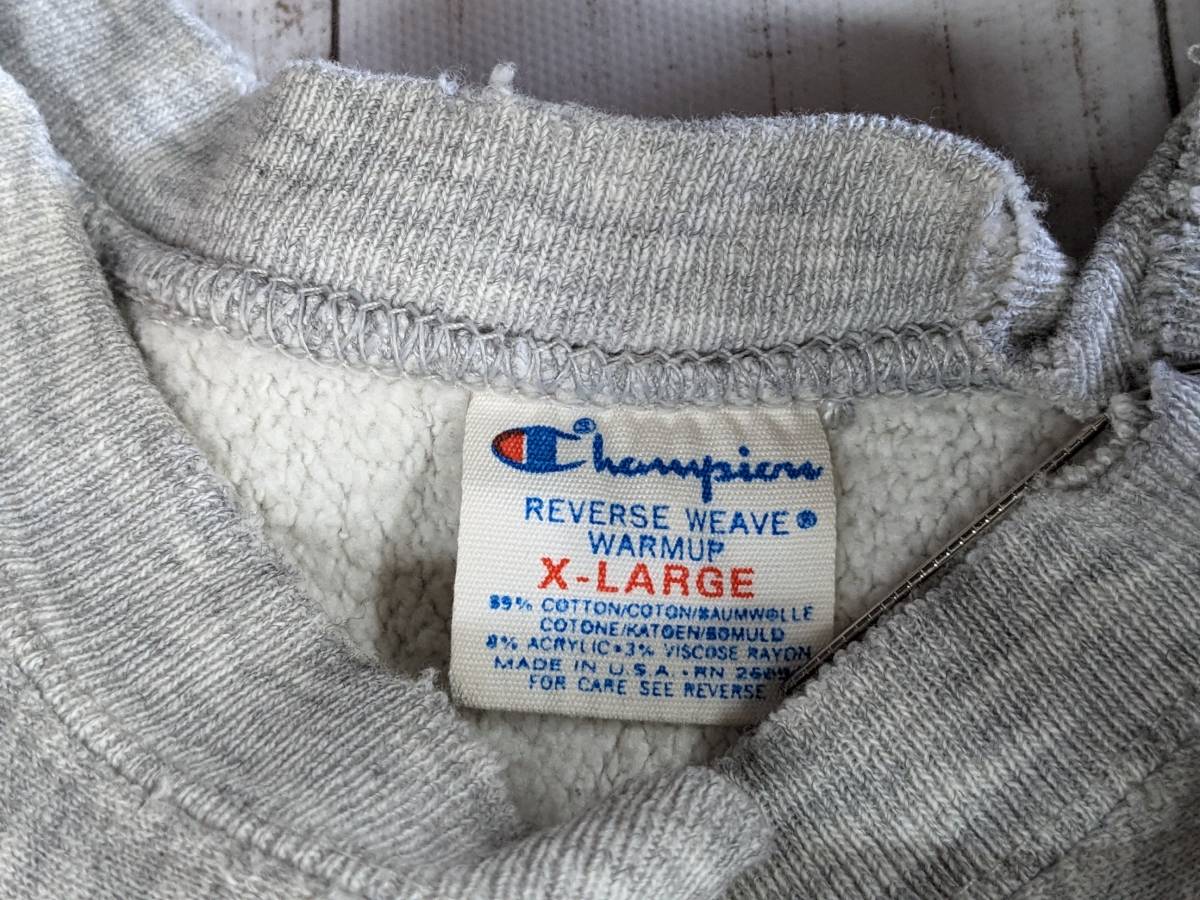 Champion®
REVERSE WEAVE®
WARMUP
X-LARGE
89% COTTON/COTON/BAUMWOLLE
COTONE/KATOEN/BOMULD
8% ACRYLIC•3% VISCOSE RAYON
MADE IN U.S.A. • RN
FOR CARE SEE REVERSE